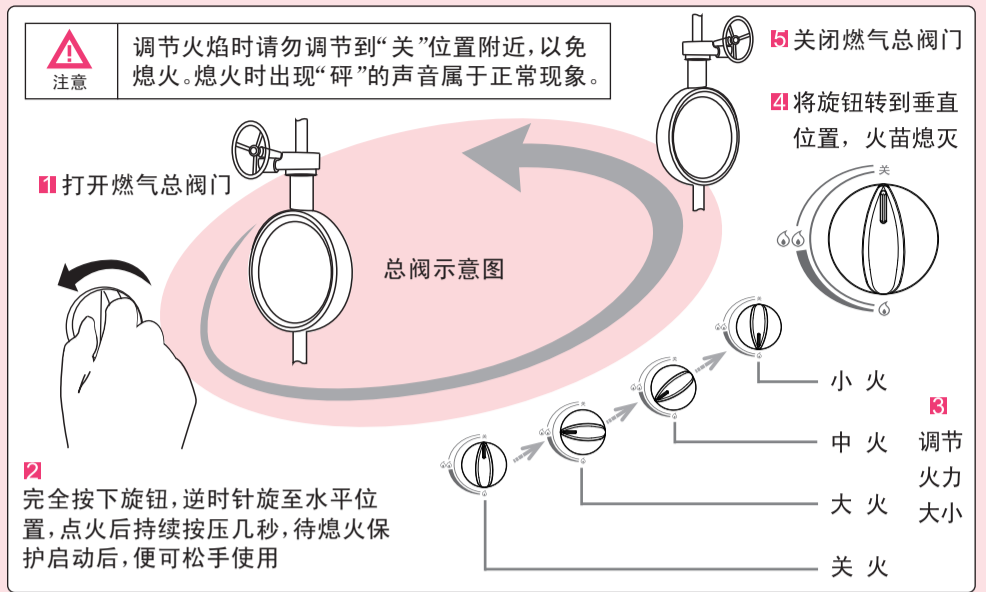 注意
调节火焰时请勿调节到“关”位置附近,以免
熄火。熄火时出现“砰”的声音属于正常现象。
1 打开燃气总阀门
总阀示意图
2
完全按下旋钮,逆时针旋至水平位
置,点火后持续按压几秒,待熄火保
护启动后,便可松手使用
3
调节
火力
大小
关
小 火
关
中 火
关
大 火
关
关 火
4 将旋钮转到垂直
位置，火苗熄灭
关
5 关闭燃气总阀门